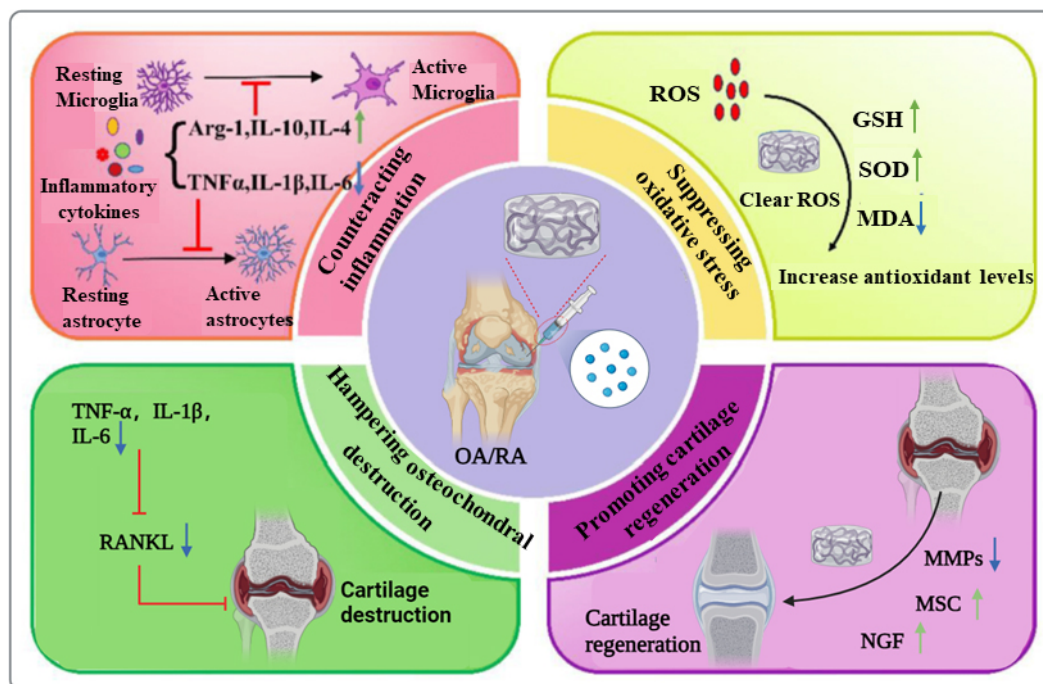 Resting
Microglia
Active
Microglia
Arg-1,IL-10,IL-4
TNFα,IL-1β,IL-6
Inflammatory
cytokines
Resting
astrocyte
Active
astrocytes
Counteracting
inflammation
Suppressing
oxidative stress
ROS
GSH
SOD
Clear ROS
MDA
Increase antioxidant levels
OA/RA
TNF-α, IL-1β,
IL-6
RANKL
Cartilage
destruction
Hampering osteochondral
destruction
Promoting cartilage
regeneration
MMPs
MSC
NGF
Cartilage
regeneration